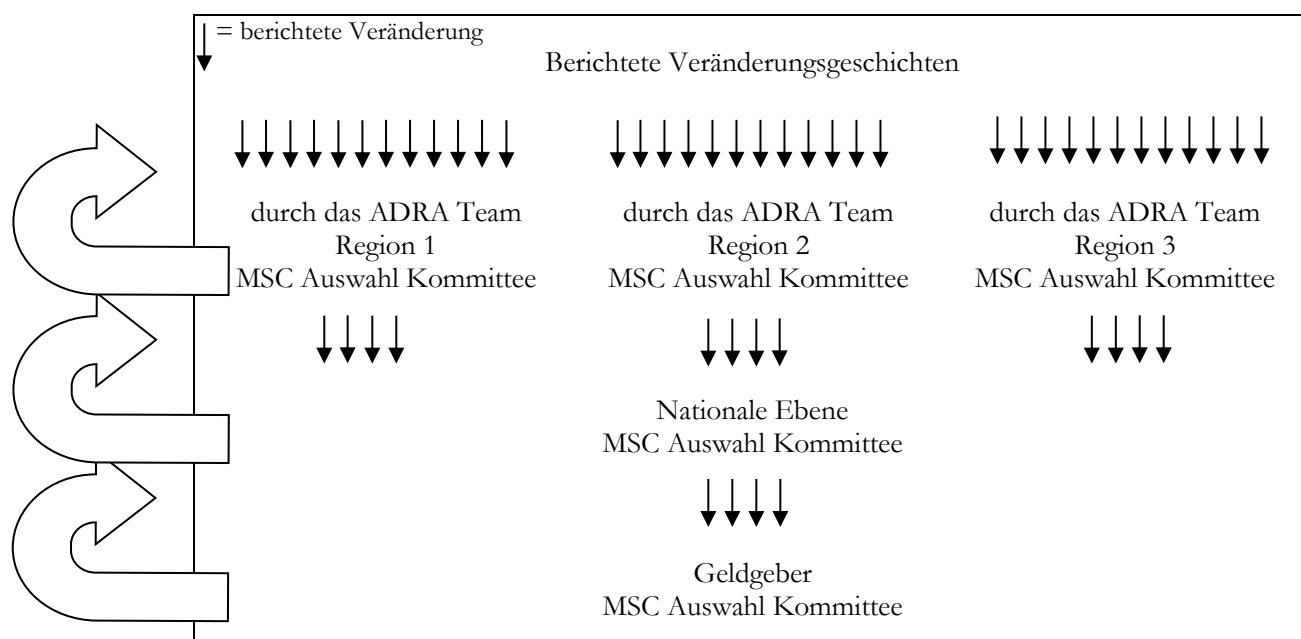 = berichtete Veränderung
Berichtete Veränderungsgeschichten
durch das ADRA Team
Region 1
MSC Auswahl Kommittee
durch das ADRA Team
Region 2
MSC Auswahl Kommittee
durch das ADRA Team
Region 3
MSC Auswahl Kommittee
Nationale Ebene
MSC Auswahl Kommittee
Geldgeber
MSC Auswahl Kommittee